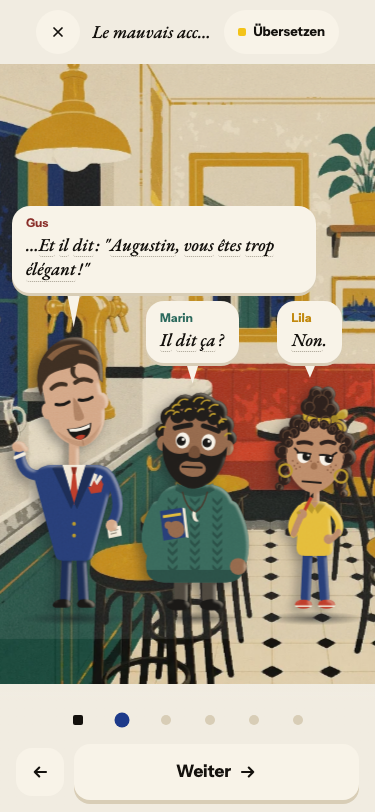 Le mauvais acc...
Übersetzen
Gus
...Et il dit : "Augustin, vous êtes trop
élégant !"
Marin
Il dit ça ?
Lila
Non.
Weiter